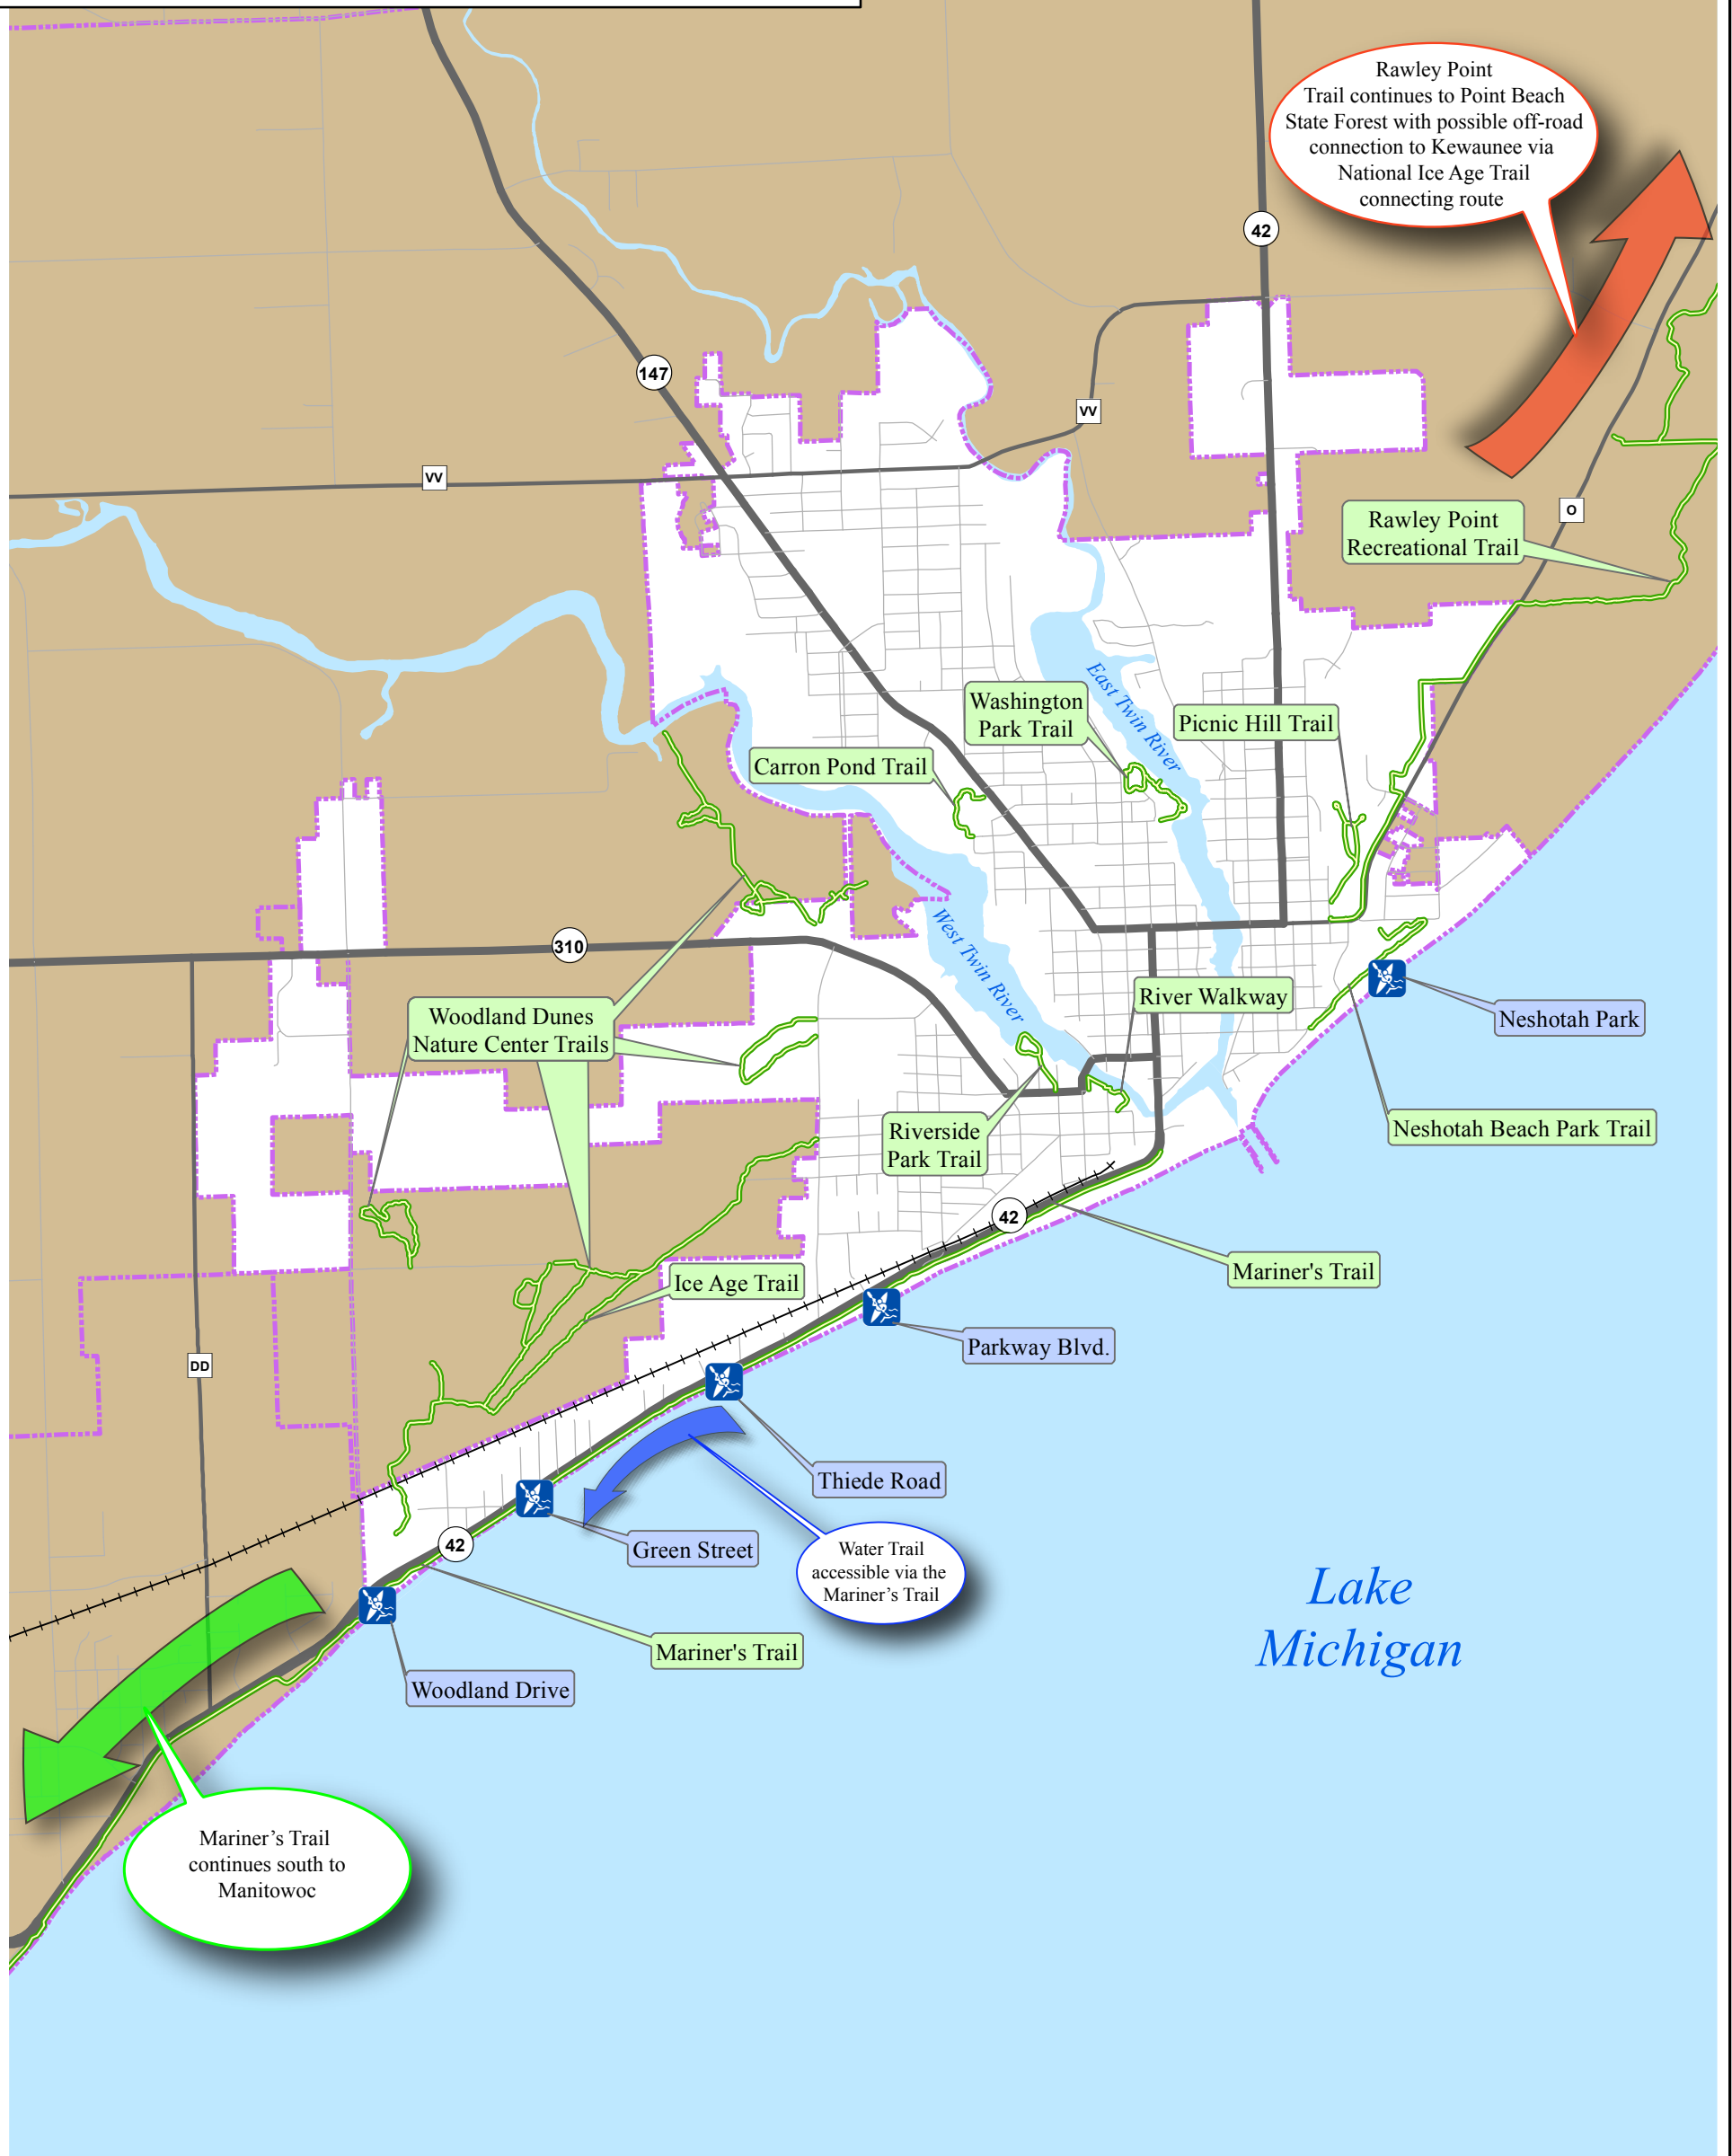 Rawley Point
Trail continues to Point Beach
State Forest with possible off-road
connection to Kewaunee via
National Ice Age Trail
connecting route
42
147
VV
VV
O
Rawley Point
Recreational Trail
East Twin River
Washington
Park Trail
Picnic Hill Trail
Carron Pond Trail
West Twin River
310
River Walkway
Woodland Dunes
Nature Center Trails
Neshotah Park
Riverside
Park Trail
Neshotah Beach Park Trail
42
Mariner's Trail
Ice Age Trail
Parkway Blvd.
DD
Thiede Road
Green Street
42
Water Trail
accessible via the
Mariner’s Trail
Lake
Michigan
Mariner's Trail
Woodland Drive
Mariner’s Trail
continues south to
Manitowoc